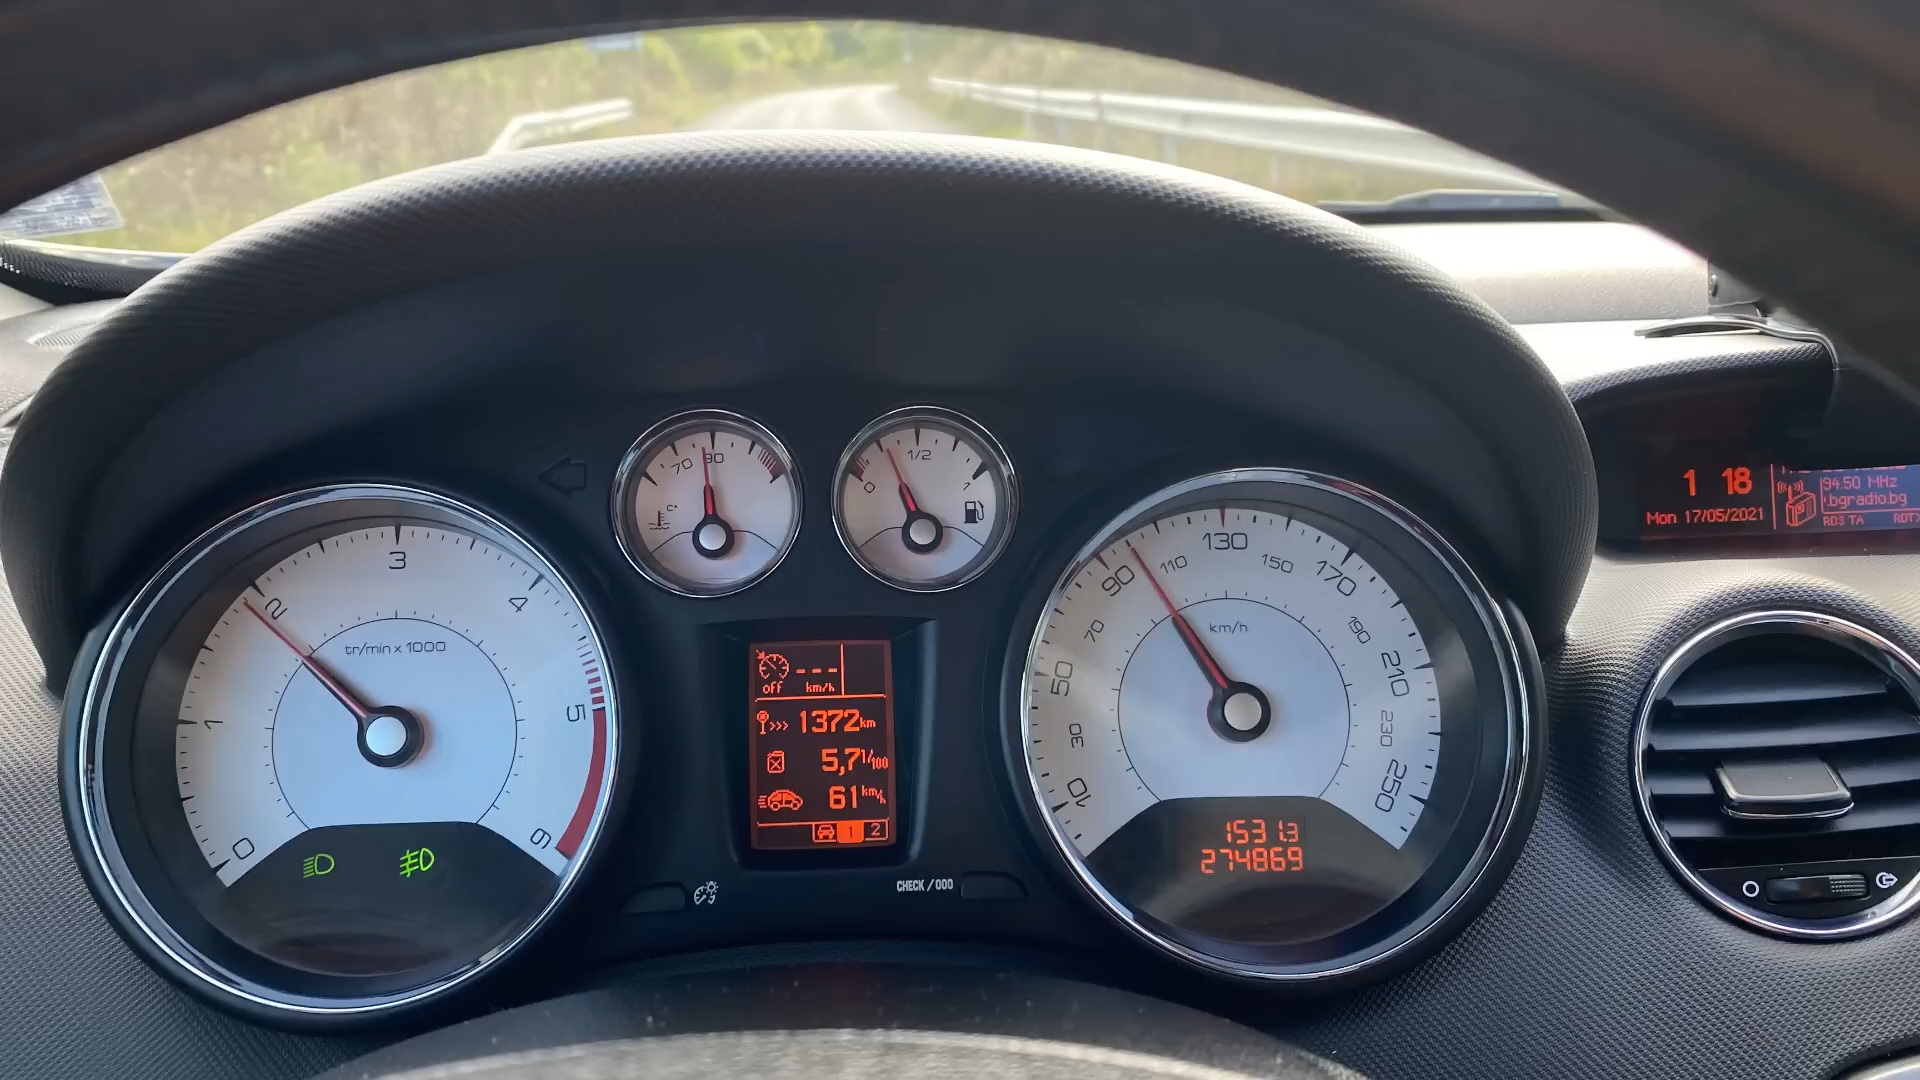 70 90
C°
0 1/2 1
0 1 2 3 4 5 6
tr/min x 1000
10 30 50 70 90 110 130 150 170 190 210 230 250
km/h
off --- km/h
1372 km
5,7 l/100
61 km/h
1 2
1531.3
274869
CHECK / 000
1 18
Mon 17/05/2021
94.50 MHz
bgradio.bg
RDS TA